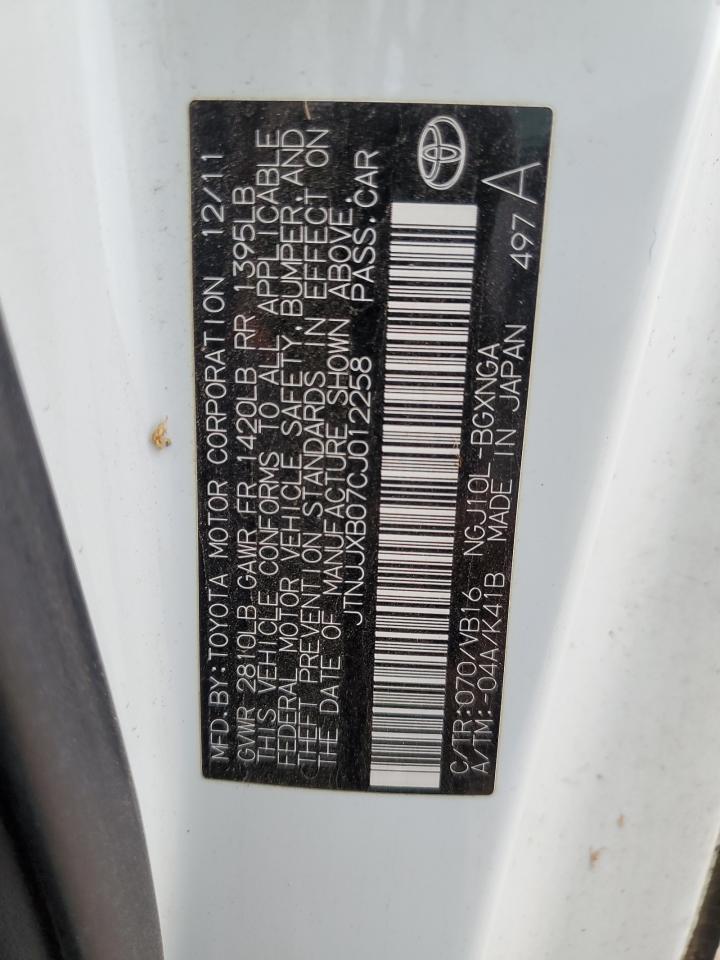 MFD. BY: TOYOTA MOTOR CORPORATION 12/11
GVWR 2810LB GAWR FR 1420LB RR 1395LB
THIS VEHICLE CONFORMS TO ALL APPLICABLE
FEDERAL MOTOR VEHICLE SAFETY, BUMPER, AND
THEFT PREVENTION STANDARDS IN EFFECT ON
THE DATE OF MANUFACTURE SHOWN ABOVE.
JTNJJXB07CJ012258 PASS.CAR
C/TR:070/VB16 NGJ10L-BGXNGA
A/TM:-04A/K41B MADE IN JAPAN 497 A